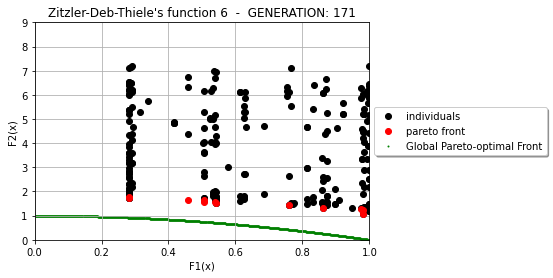 Zitzler-Deb-Thiele's function 6 - GENERATION: 171
9
8
7
6
5
4
3
2
1
0
F2(x)
0.0 0.2 0.4 0.6 0.8 1.0
F1(x)
individuals
pareto front
Global Pareto-optimal Front